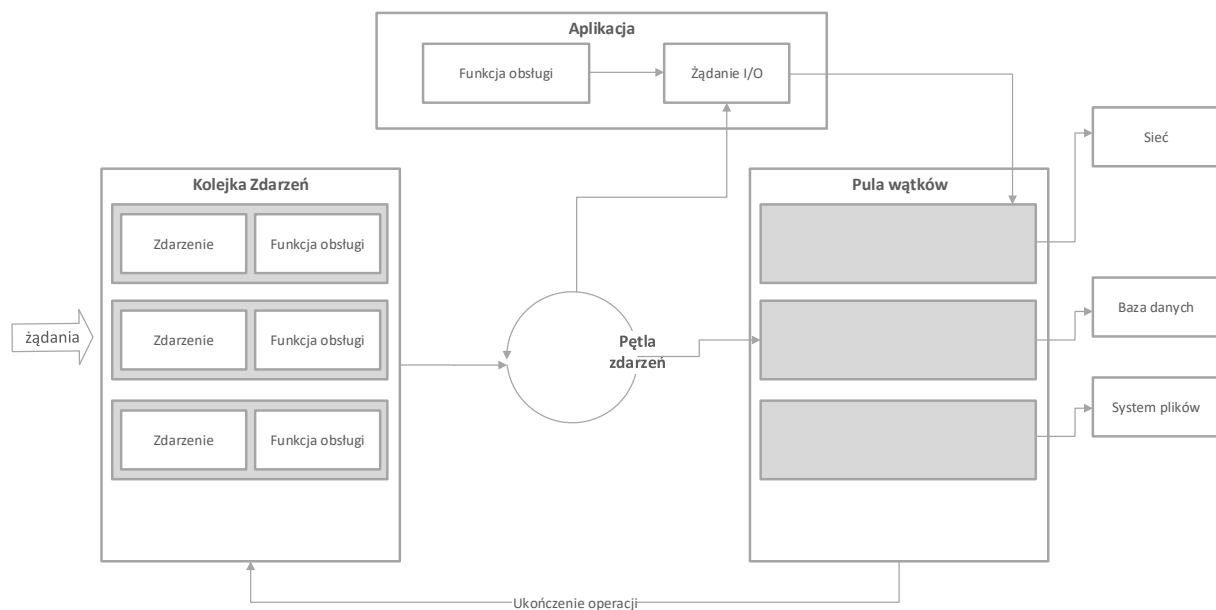 Aplikacja
Funkcja obsługi
Żądanie I/O
Sieć
Kolejka Zdarzeń
Pula wątków
Zdarzenie
Funkcja obsługi
Zdarzenie
Funkcja obsługi
Zdarzenie
Funkcja obsługi
żądania
Pętla
zdarzeń
Baza danych
System plików
Ukończenie operacji